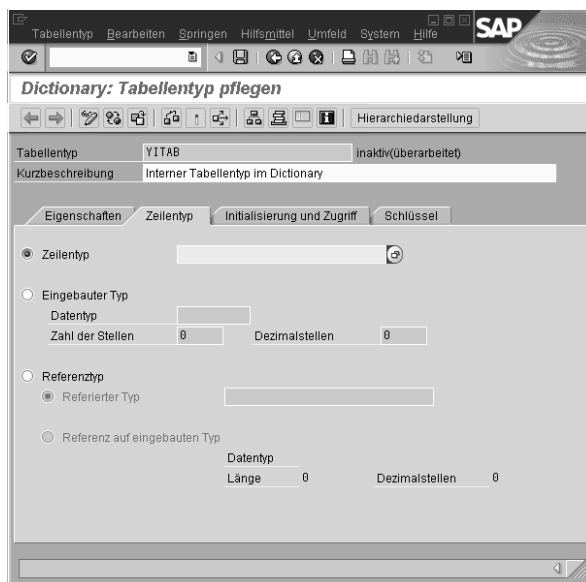 Tabellentyp Bearbeiten Springen Hilfsmittel Umfeld System Hilfe
SAP
Dictionary: Tabellentyp pflegen
Hierarchiedarstellung
Tabellentyp YITAB inaktiv(überarbeitet)
Kurzbeschreibung Interner Tabellentyp im Dictionary
Eigenschaften Zeilentyp Initialisierung und Zugriff Schlüssel
Zeilentyp
Eingebauter Typ
Datentyp
Zahl der Stellen 0 Dezimalstellen 0
Referenztyp
Referierter Typ
Referenz auf eingebauten Typ
Datentyp
Länge 0 Dezimalstellen 0